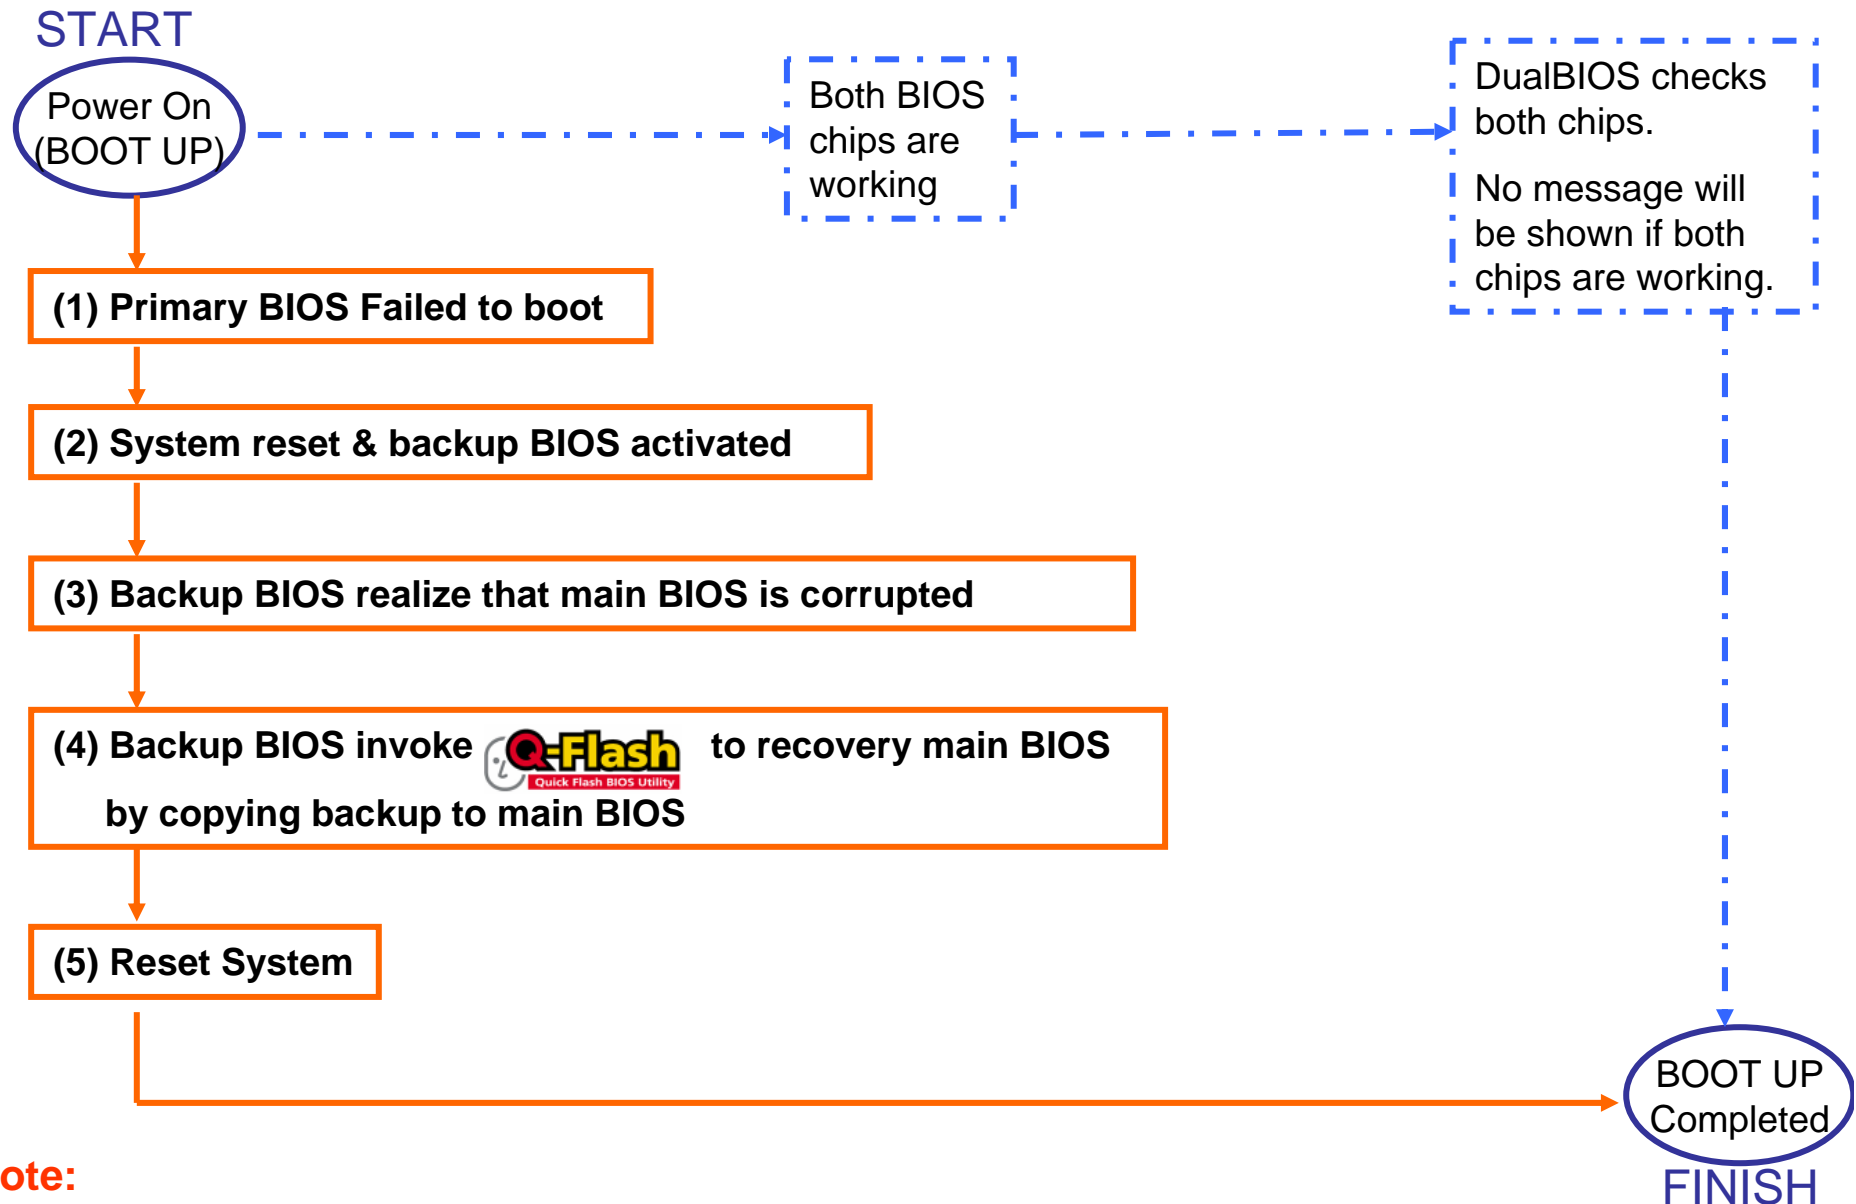 START
Power On
(BOOT UP)
Both BIOS
chips are
working
DualBIOS checks
both chips.
No message will
be shown if both
chips are working.
(1) Primary BIOS Failed to boot
(2) System reset & backup BIOS activated
(3) Backup BIOS realize that main BIOS is corrupted
(4) Backup BIOS invoke Q-Flash to recovery main BIOS
Quick Flash BIOS Utility
by copying backup to main BIOS
(5) Reset System
BOOT UP
Completed
FINISH
ote: